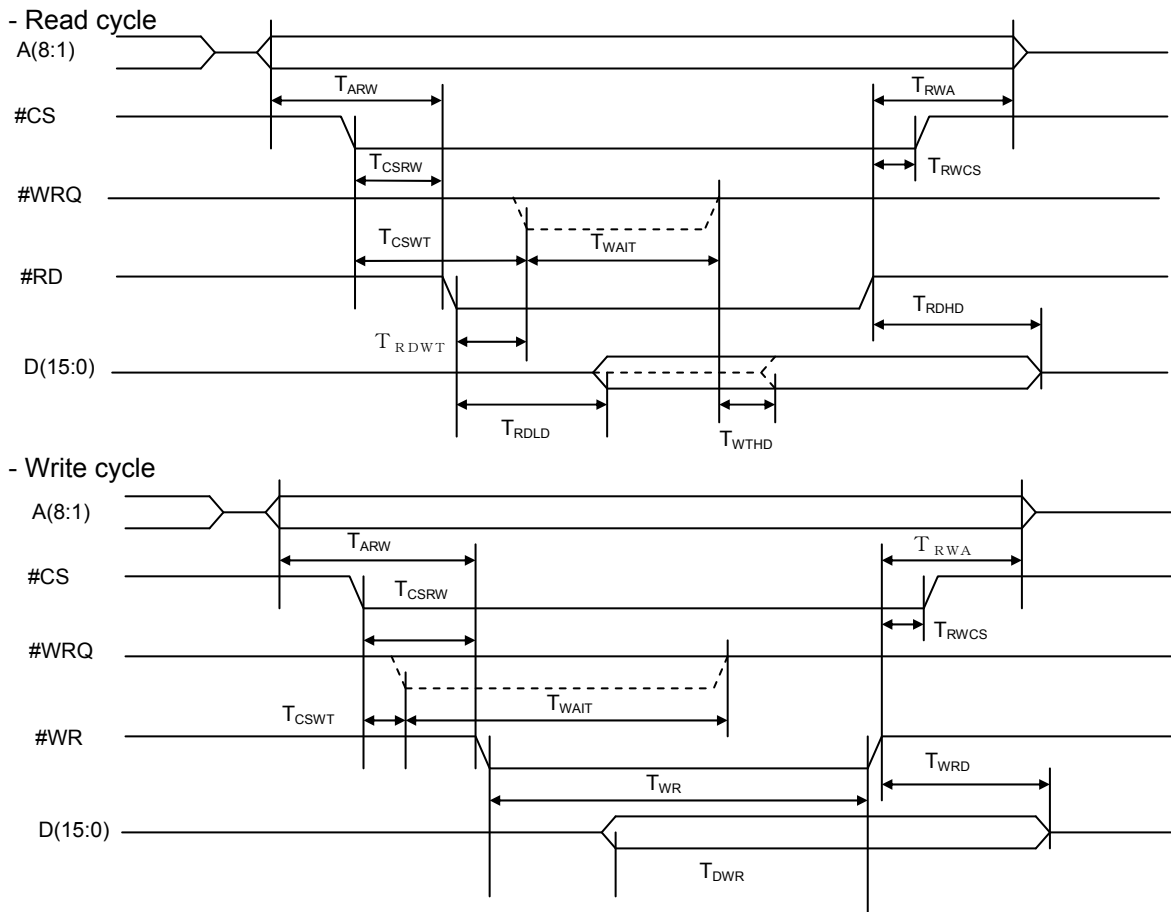 - Read cycle
A(8:1)
TARW
TRWA
#CS
TCSRW
TRWCS
#WRQ
TCSWT
TWAIT
#RD
TRDHD
TRDWT
D(15:0)
TRDLD
TWTHD
- Write cycle
A(8:1)
TARW
TRWA
#CS
TCSRW
TRWCS
#WRQ
TCSWT
TWAIT
#WR
TWRD
TWR
D(15:0)
TDWR